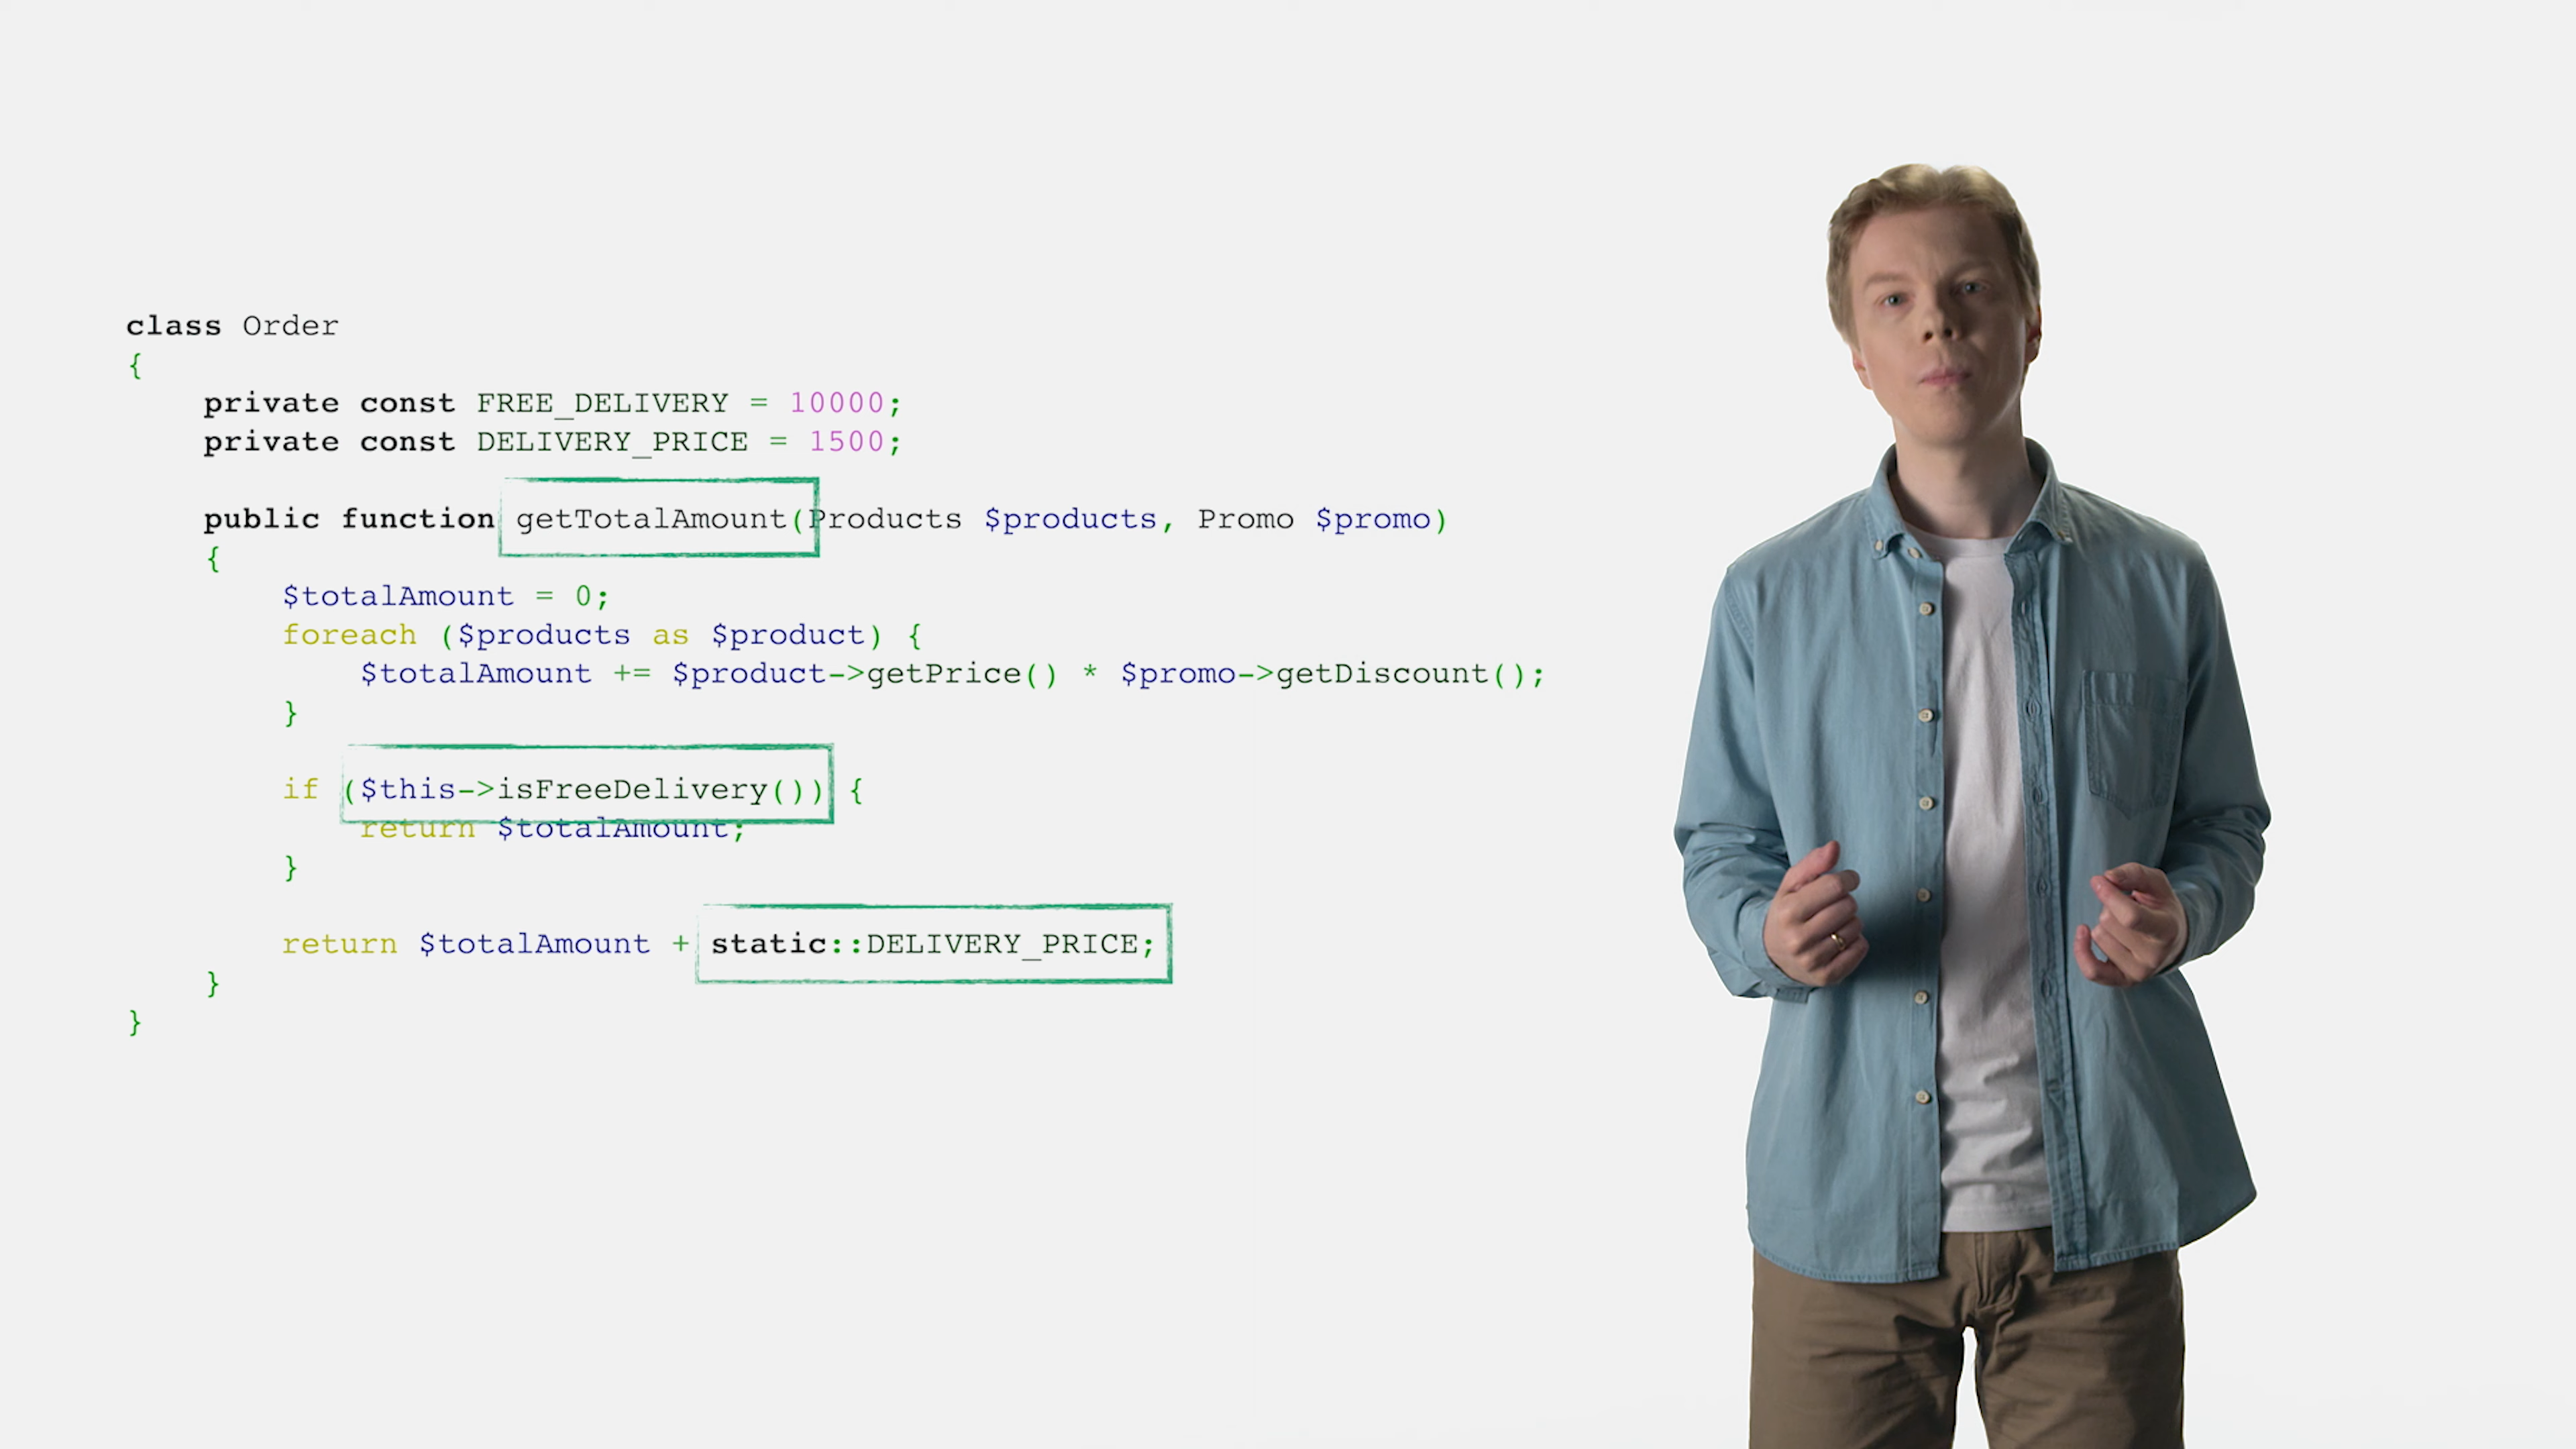 class Order
{
private const FREE_DELIVERY = 10000;
private const DELIVERY_PRICE = 1500;
public function getTotalAmount(Products $products, Promo $promo)
{
$totalAmount = 0;
foreach ($products as $product) {
$totalAmount += $product->getPrice() * $promo->getDiscount();
}
if ($this->isFreeDelivery()) {
return $totalAmount;
}
return $totalAmount + static::DELIVERY_PRICE;
}
}